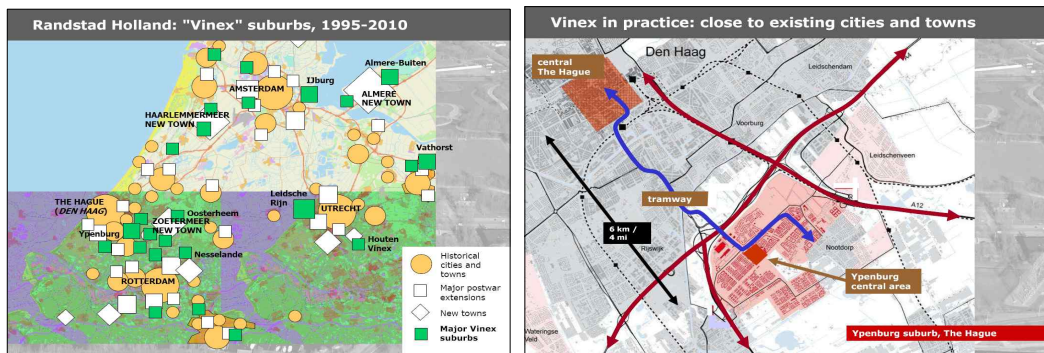 Randstad Holland: "Vinex" suburbs, 1995-2010
Almere-Buiten
IJburg
AMSTERDAM
ALMERE
NEW TOWN
HAARLEMMERMEER
NEW TOWN
Vathorst
THE HAGUE
(DEN HAAG)
Leidsche
Rijn
Oosterheem
UTRECHT
ZOETERMEER
NEW TOWN
Ypenburg
Houten
Vinex
Nesselande
ROTTERDAM
Historical
cities and
towns
Major postwar
extensions
New towns
Major Vinex
suburbs
Vinex in practice: close to existing cities and towns
Den Haag
central
The Hague
Leidschendam
A4
Voorburg
Leidschenveen
tramway
A12
6 km /
4 mi
Rijswijk
Nootdorp
Ypenburg
central area
Wateringse
Veld
Ypenburg suburb, The Hague